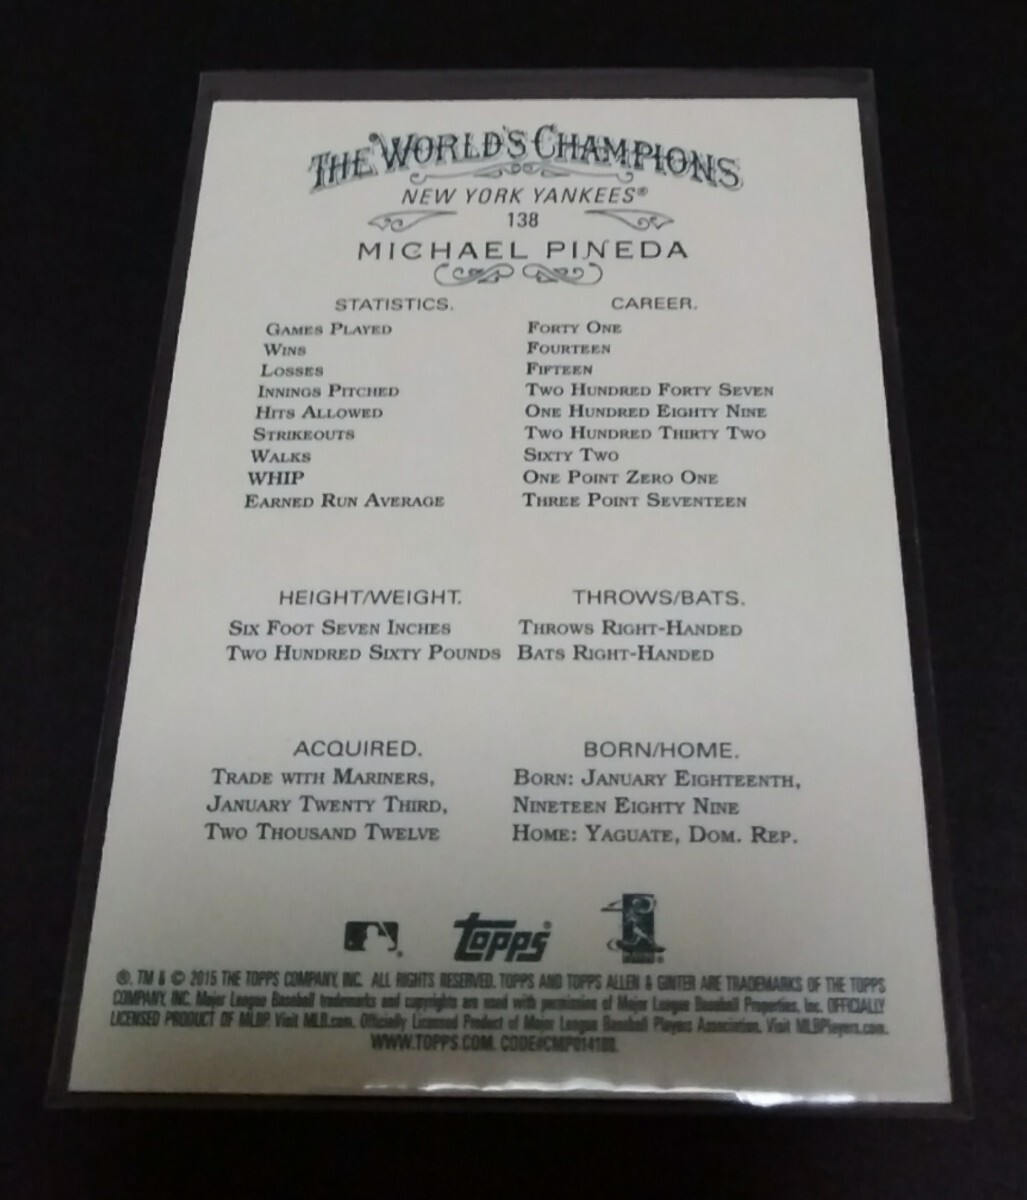 THE WORLD'S CHAMPIONS
NEW YORK YANKEES®
138
MICHAEL PINEDA
STATISTICS. CAREER.
GAMES PLAYED FORTY ONE
WINS FOURTEEN
LOSSES FIFTEEN
INNINGS PITCHED TWO HUNDRED FORTY SEVEN
HITS ALLOWED ONE HUNDRED EIGHTY NINE
STRIKEOUTS TWO HUNDRED THIRTY TWO
WALKS SIXTY TWO
WHIP ONE POINT ZERO ONE
EARNED RUN AVERAGE THREE POINT SEVENTEEN
HEIGHT/WEIGHT. THROWS/BATS.
SIX FOOT SEVEN INCHES THROWS RIGHT-HANDED
TWO HUNDRED SIXTY POUNDS BATS RIGHT-HANDED
ACQUIRED. BORN/HOME.
TRADE WITH MARINERS, BORN: JANUARY EIGHTEENTH,
JANUARY TWENTY THIRD, NINETEEN EIGHTY NINE
TWO THOUSAND TWELVE HOME: YAGUATE, DOM. REP.
topps®
®, TM & © 2015 THE TOPPS COMPANY, INC. ALL RIGHTS RESERVED. TOPPS AND TOPPS ALLEN & GINTER ARE TRADEMARKS OF THE TOPPS
COMPANY, INC. Major League Baseball trademarks and copyrights are used with permission of Major League Baseball Properties, Inc. OFFICIALLY
LICENSED PRODUCT OF MLBP. Visit MLB.com. Officially Licensed Product of Major League Baseball Players Association. Visit MLBPlayers.com.
WWW.TOPPS.COM. CODE#CMP014188.